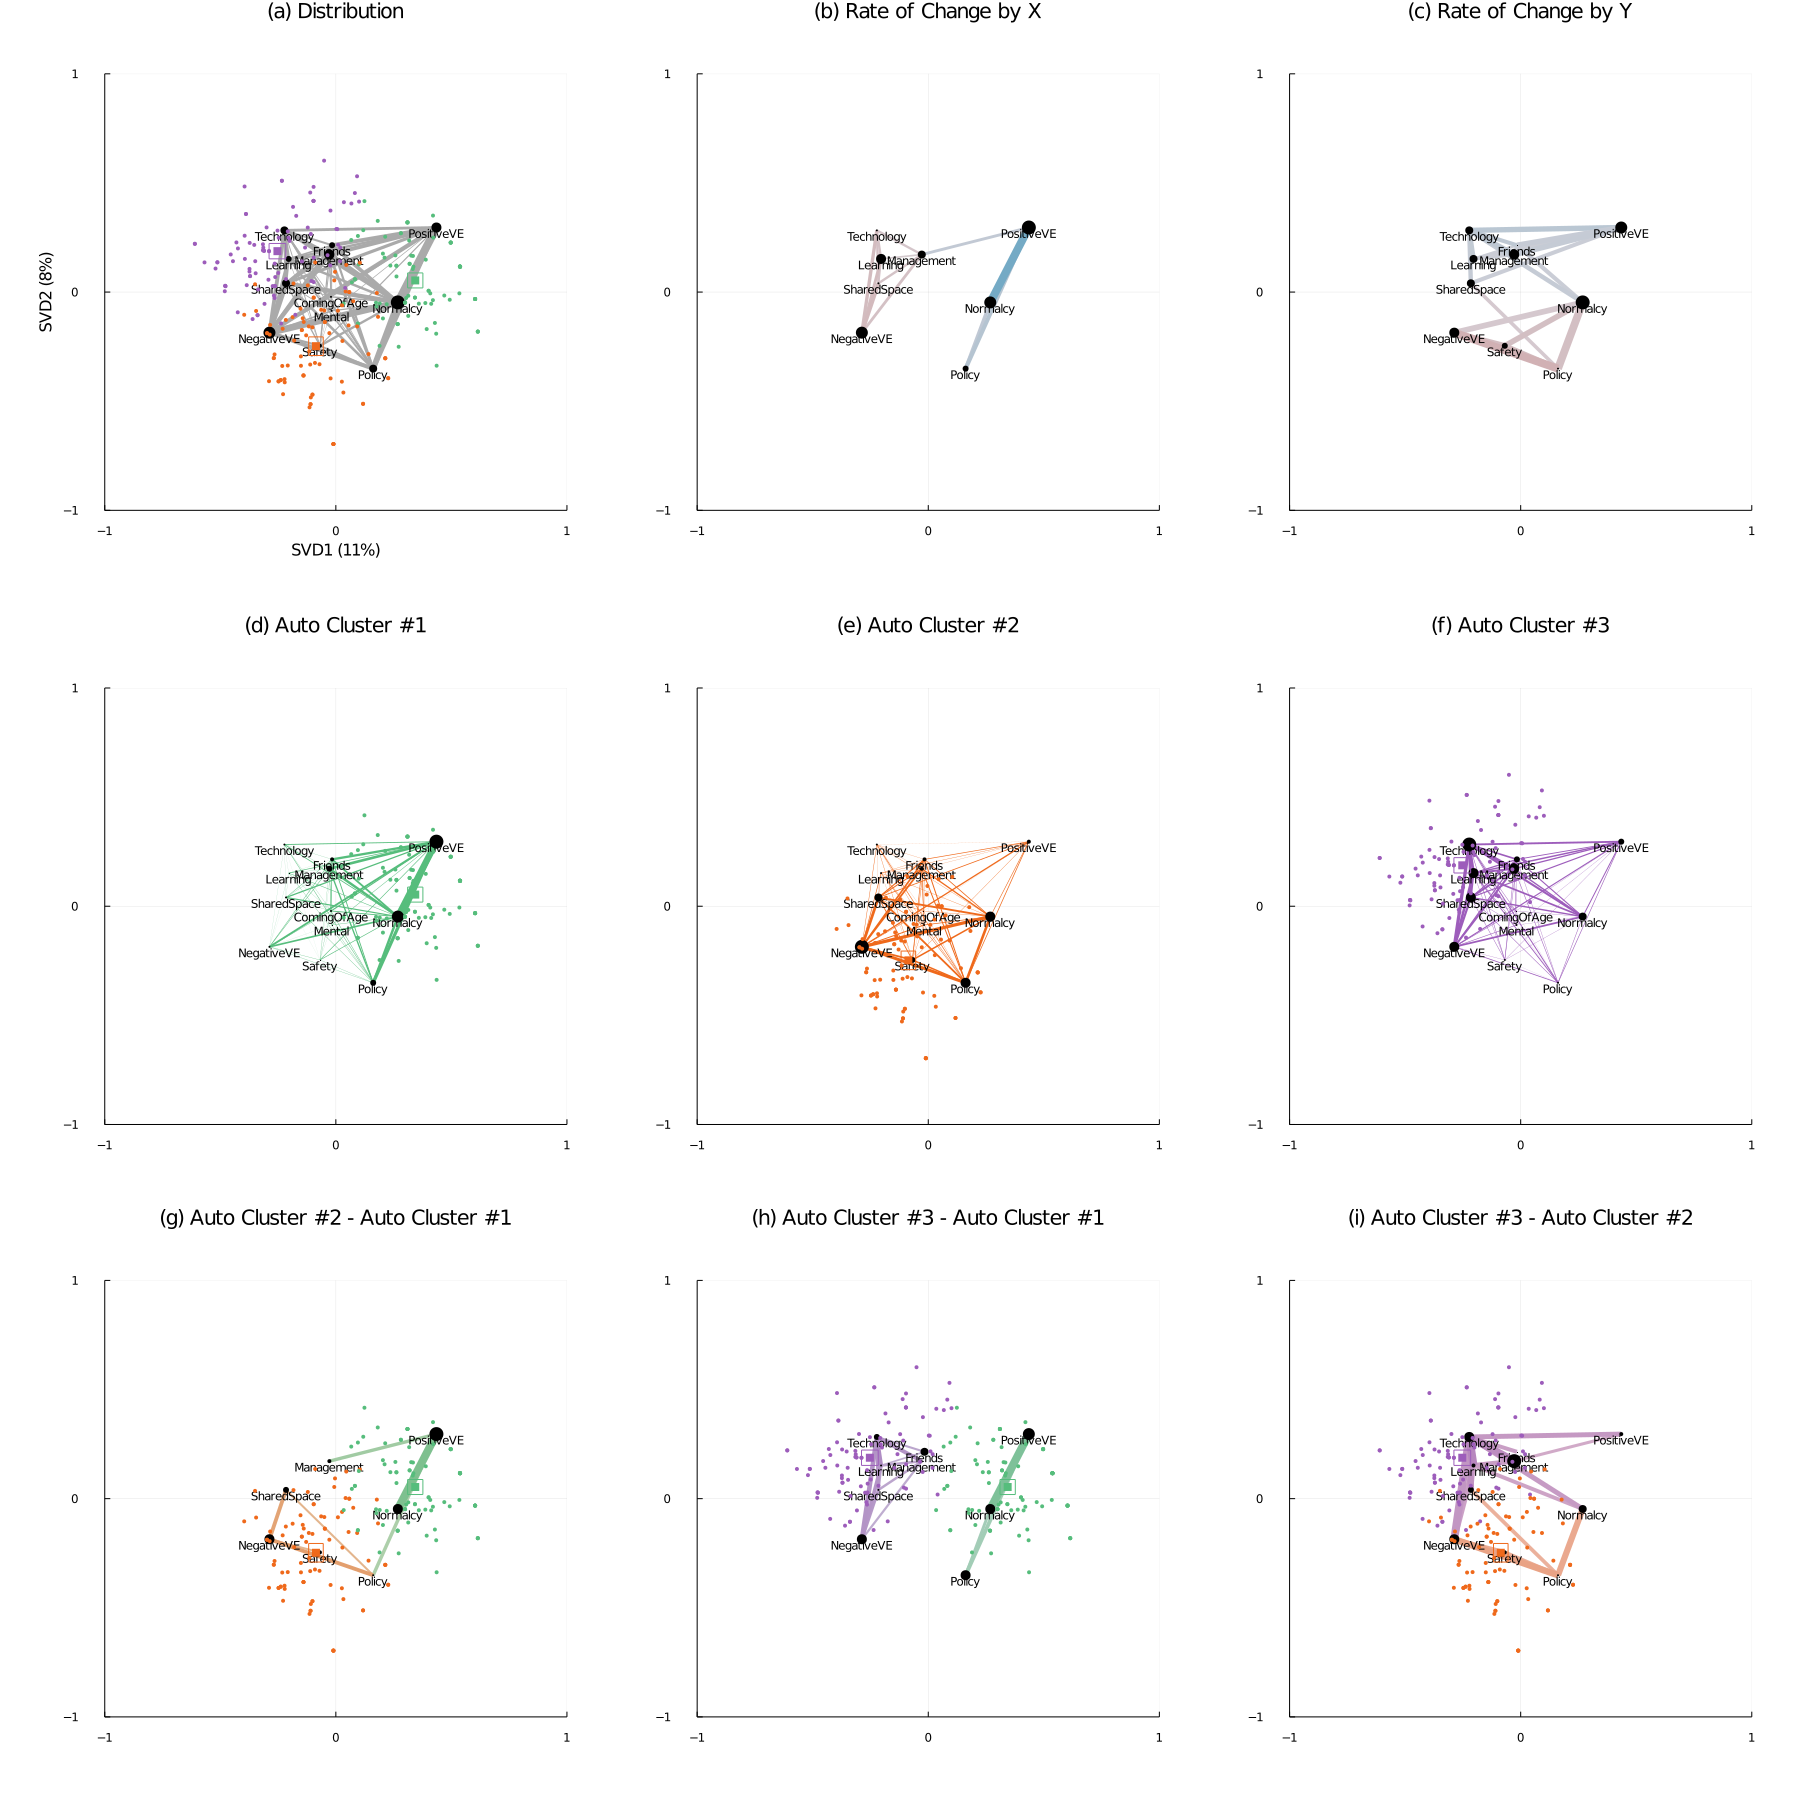 (a) Distribution
(b) Rate of Change by X
(c) Rate of Change by Y
1
SVD2 (8%)
0
−1
−1
0
1
SVD1 (11%)
Technology
PositiveVE
Friends
Management
Learning
SharedSpace
ComingOfAge
Normalcy
Mental
NegativeVE
Safety
Policy
1
0
−1
−1
0
1
Technology
PositiveVE
Management
Learning
SharedSpace
Normalcy
NegativeVE
Policy
1
0
−1
−1
0
1
Technology
PositiveVE
Friends
Management
Learning
SharedSpace
Normalcy
NegativeVE
Safety
Policy
(d) Auto Cluster #1
(e) Auto Cluster #2
(f) Auto Cluster #3
1
0
−1
−1
0
1
Technology
PositiveVE
Friends
Management
Learning
SharedSpace
ComingOfAge
Normalcy
Mental
NegativeVE
Safety
Policy
1
0
−1
−1
0
1
Technology
PositiveVE
Friends
Management
Learning
SharedSpace
ComingOfAge
Normalcy
Mental
NegativeVE
Safety
Policy
1
0
−1
−1
0
1
Technology
PositiveVE
Friends
Management
Learning
SharedSpace
ComingOfAge
Normalcy
Mental
NegativeVE
Safety
Policy
(g) Auto Cluster #2 - Auto Cluster #1
(h) Auto Cluster #3 - Auto Cluster #1
(i) Auto Cluster #3 - Auto Cluster #2
1
0
−1
−1
0
1
PositiveVE
Management
SharedSpace
Normalcy
NegativeVE
Safety
Policy
1
0
−1
−1
0
1
Technology
PositiveVE
Friends
Management
Learning
SharedSpace
Normalcy
NegativeVE
Policy
1
0
−1
−1
0
1
Technology
PositiveVE
Friends
Management
Learning
SharedSpace
Normalcy
NegativeVE
Safety
Policy